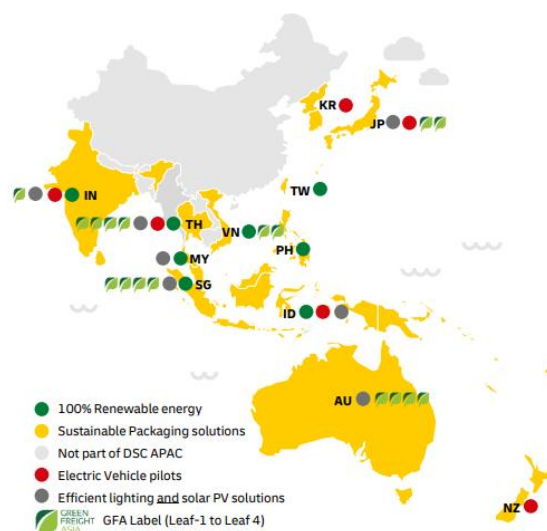 KR
JP
IN
TW
TH
VN
MY
PH
SG
ID
AU
NZ
100% Renewable energy
Sustainable Packaging solutions
Not part of DSC APAC
Electric Vehicle pilots
Efficient lighting and solar PV solutions
GREEN
FREIGHT
ASIA
GFA Label (Leaf-1 to Leaf 4)